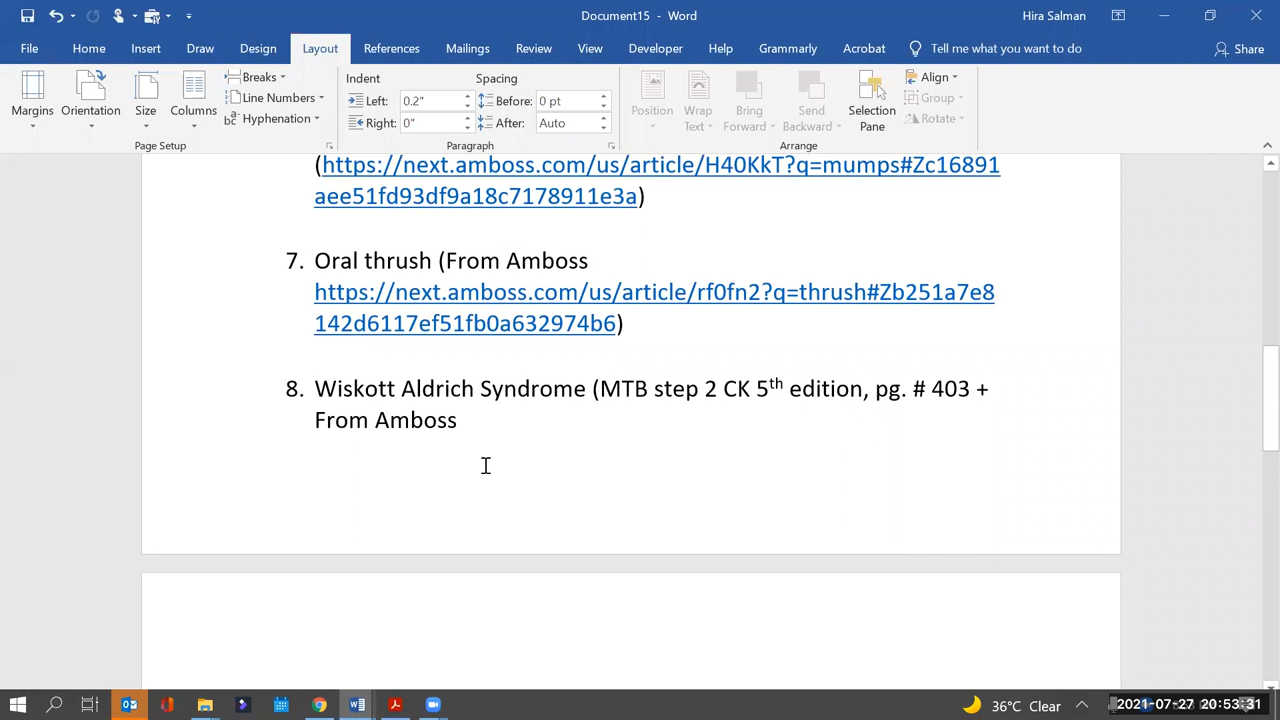 Document15 - Word
Hira Salman
File Home Insert Draw Design Layout References Mailings Review View Developer Help Grammarly Acrobat Tell me what you want to do Share
Margins
Orientation
Size
Columns
Breaks
Line Numbers
Hyphenation
Page Setup
Indent
Left: 0.2"
Right: 0"
Spacing
Before: 0 pt
After: Auto
Paragraph
Position
Wrap Text
Bring Forward
Send Backward
Selection Pane
Align
Group
Rotate
Arrange
(https://next.amboss.com/us/article/H40KkT?q=mumps#Zc16891
aee51fd93df9a18c7178911e3a)
7. Oral thrush (From Amboss
https://next.amboss.com/us/article/rf0fn2?q=thrush#Zb251a7e8
142d6117ef51fb0a632974b6)
8. Wiskott Aldrich Syndrome (MTB step 2 CK 5th edition, pg. # 403 +
From Amboss
36°C Clear
2021-07-27 20:53:31